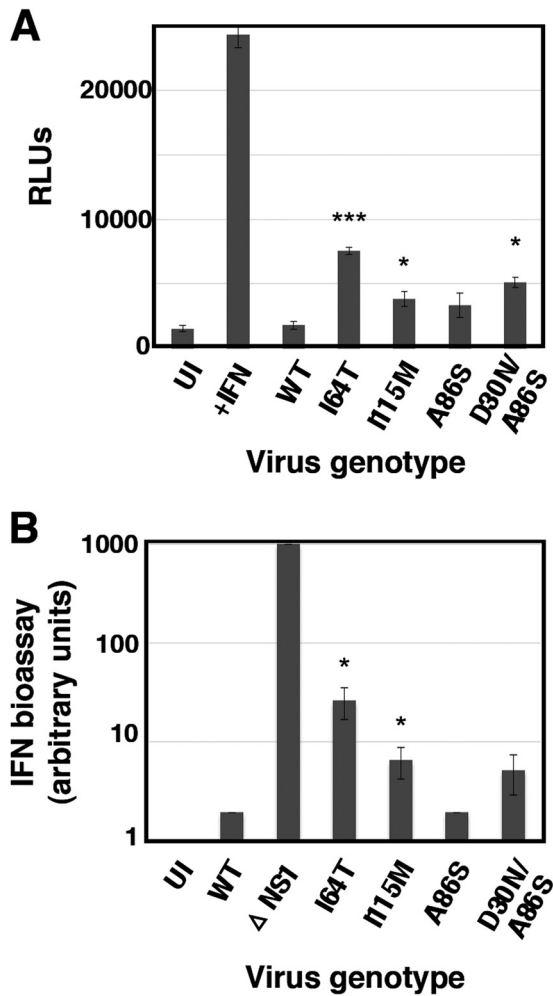 A
RLUs
20000
10000
0
***
*
*
UI
+IFN
WT
I64T
I115M
A86S
D30N/
A86S
Virus genotype
B
IFN bioassay
(arbitrary units)
1000
100
10
1
*
*
UI
WT
Δ NS1
I64T
I115M
A86S
D30N/
A86S
Virus genotype